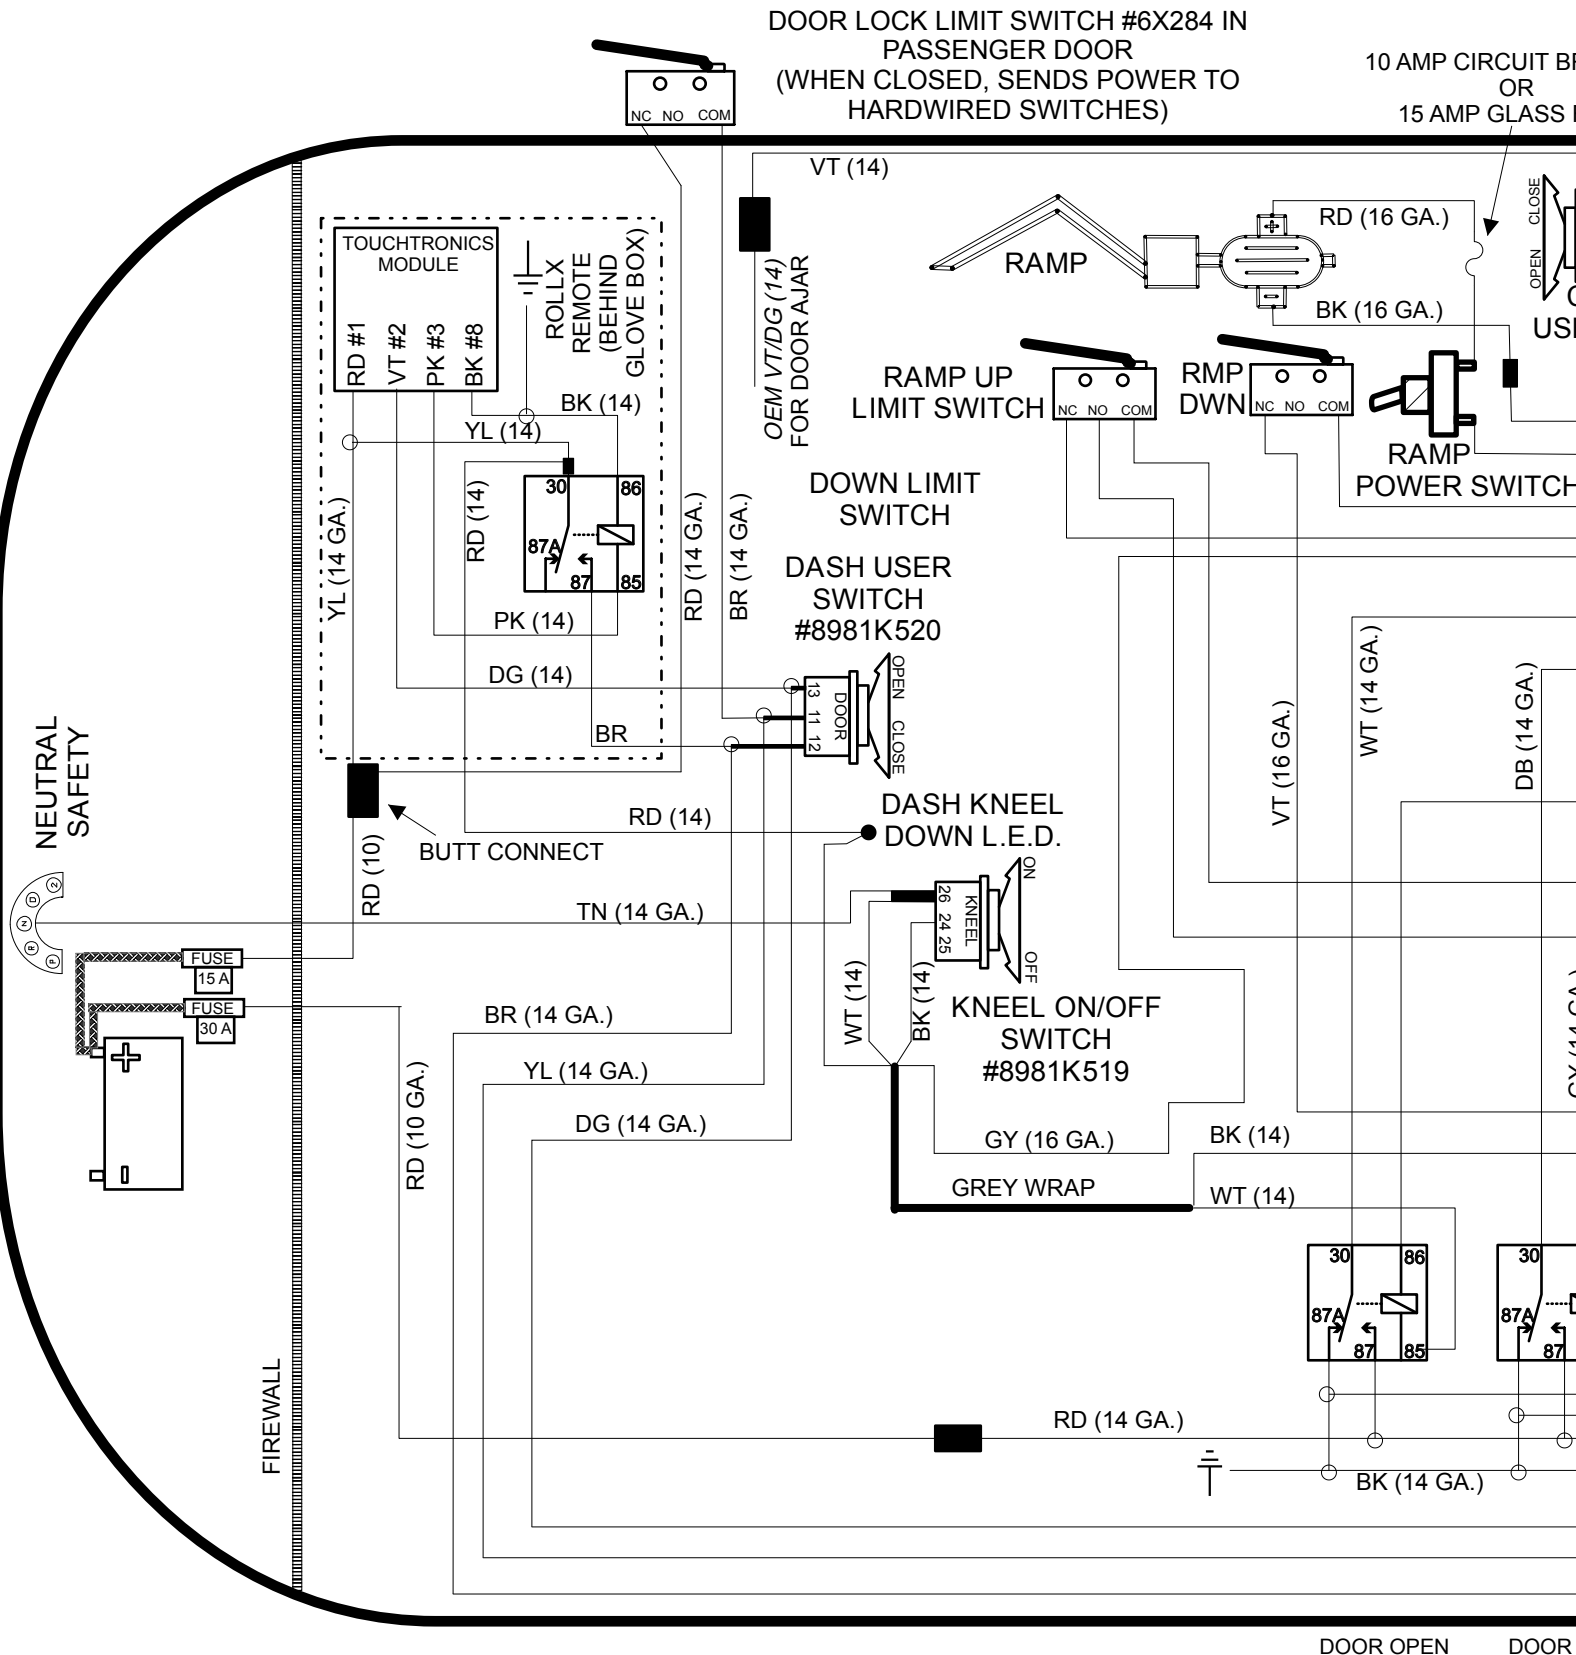 DOOR LOCK LIMIT SWITCH #6X284 IN
PASSENGER DOOR
(WHEN CLOSED, SENDS POWER TO
HARDWIRED SWITCHES)
NC NO COM
10 AMP CIRCUIT
OR
15 AMP GLASS
VT (14)
TOUCHTRONICS
MODULE
RD #1
VT #2
PK #3
BK #8
ROLLX
REMOTE
(BEHIND
GLOVE BOX)
OEM VT/DG (14)
FOR DOOR AJAR
RAMP
RD (16 GA.)
BK (16 GA.)
OPEN CLOSE
RAMP UP
LIMIT SWITCH
NC NO COM
RMP
DWN
NC NO COM
RAMP
POWER SWITCH
BK (14)
YL (14)
30
86
87A
87
85
RD (14)
YL (14 GA.)
PK (14)
DG (14)
BR
RD (14 GA.)
BR (14 GA.)
DOWN LIMIT
SWITCH
DASH USER
SWITCH
#8981K520
13 11 12
DOOR
OPEN CLOSE
WT (14 GA.)
VT (16 GA.)
DB (14 GA.)
NEUTRAL
SAFETY
P R N D 2
RD (14)
DASH KNEEL
DOWN L.E.D.
BUTT CONNECT
RD (10)
TN (14 GA.)
26 24 25
KNEEL
ON
OFF
FUSE
15 A
FUSE
30 A
WT (14)
BK (14)
KNEEL ON/OFF
SWITCH
#8981K519
BR (14 GA.)
YL (14 GA.)
DG (14 GA.)
RD (10 GA.)
GY (16 GA.)
BK (14)
GREY WRAP
WT (14)
30
86
87A
87
85
30
87A
87
FIREWALL
RD (14 GA.)
BK (14 GA.)
DOOR OPEN
DOOR